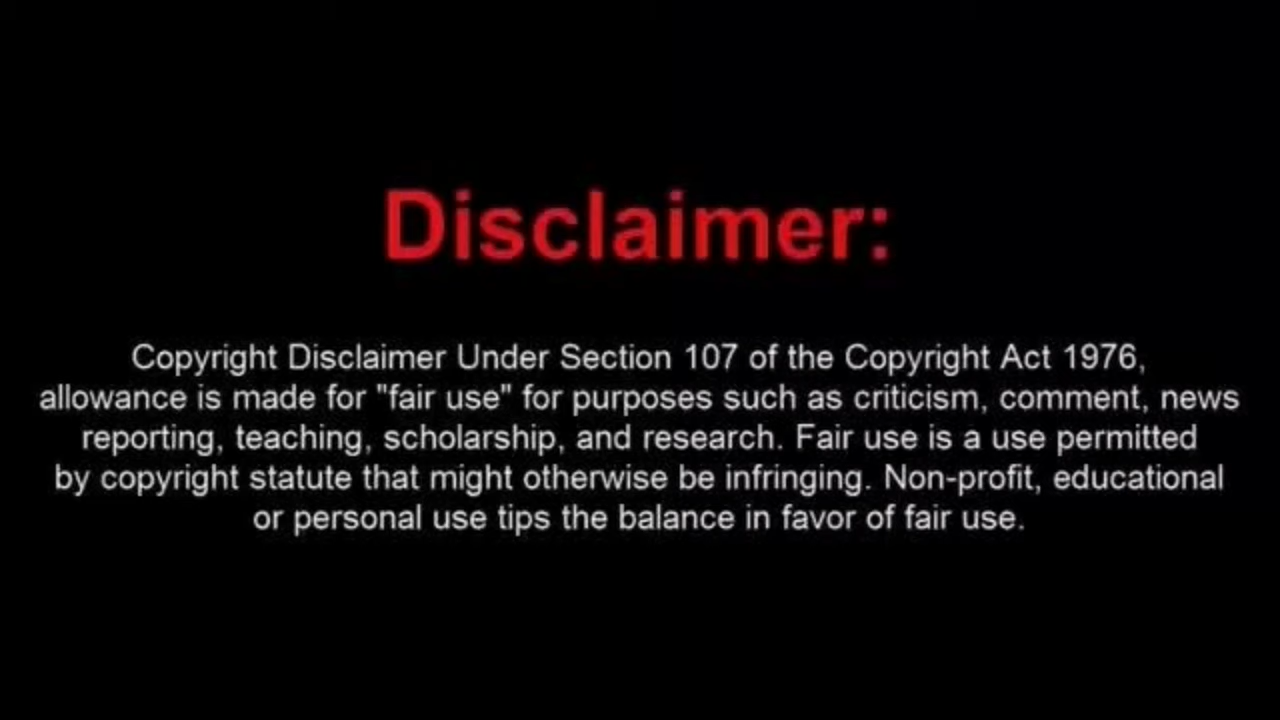 Disclaimer:
Copyright Disclaimer Under Section 107 of the Copyright Act 1976,
allowance is made for "fair use" for purposes such as criticism, comment, news
reporting, teaching, scholarship, and research. Fair use is a use permitted
by copyright statute that might otherwise be infringing. Non-profit, educational
or personal use tips the balance in favor of fair use.